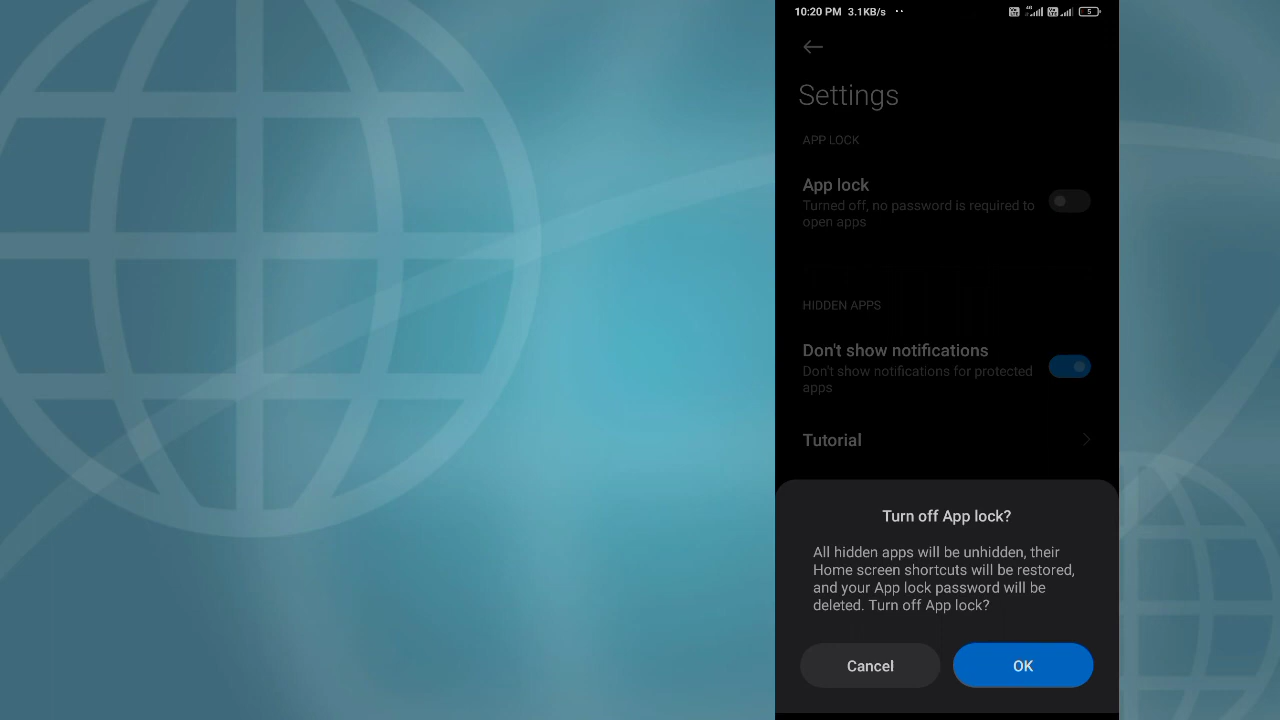 10:20 PM 3.1KB/s ··
5
Settings
APP LOCK
App lock
Turned off, no password is required to
open apps
HIDDEN APPS
Don't show notifications
Don't show notifications for protected
apps
Tutorial
Turn off App lock?
All hidden apps will be unhidden, their
Home screen shortcuts will be restored,
and your App lock password will be
deleted. Turn off App lock?
Cancel
OK